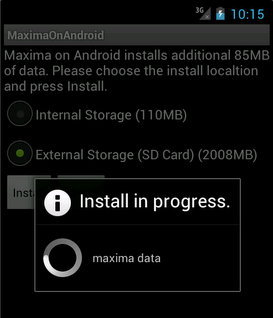 3G 10:15
MaximaOnAndroid
Maxima on Android installs additional 85MB
of data. Please choose the install localtion
and press Install.
Internal Storage (110MB)
External Storage (SD Card) (2008MB)
Inst
Install in progress.
maxima data